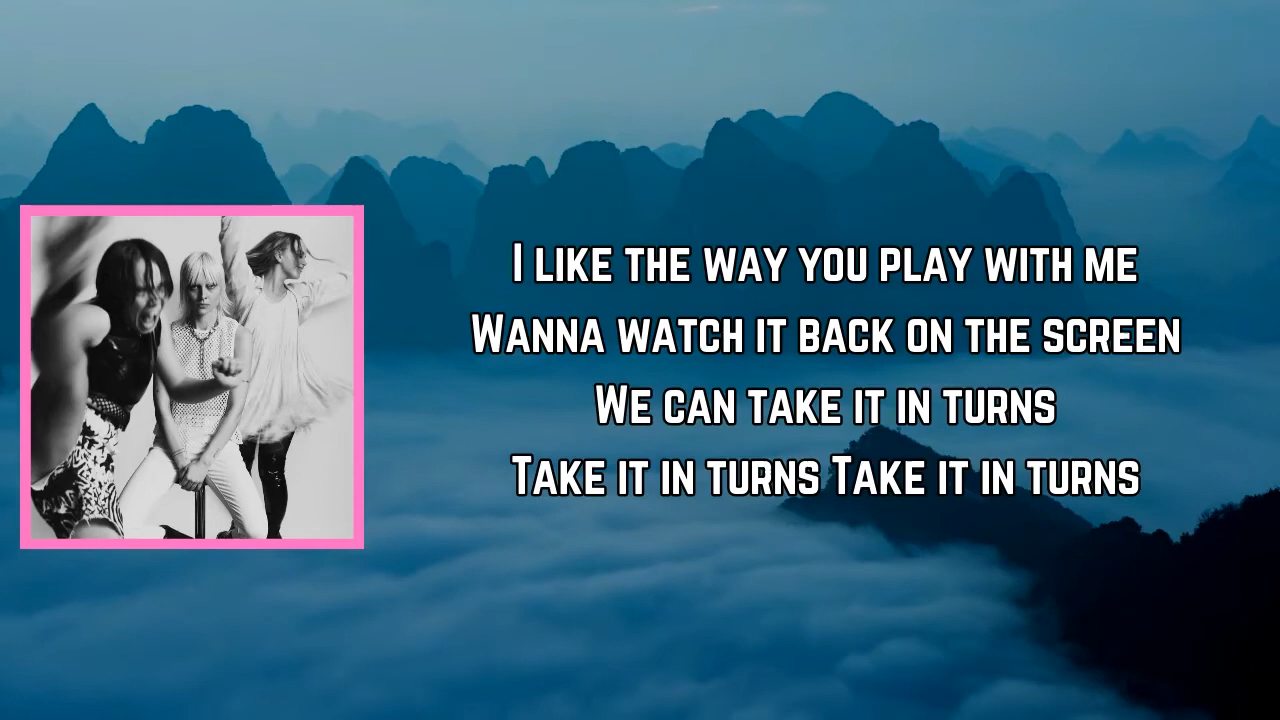 I like the way you play with me
Wanna watch it back on the screen
We can take it in turns
Take it in turns Take it in turns